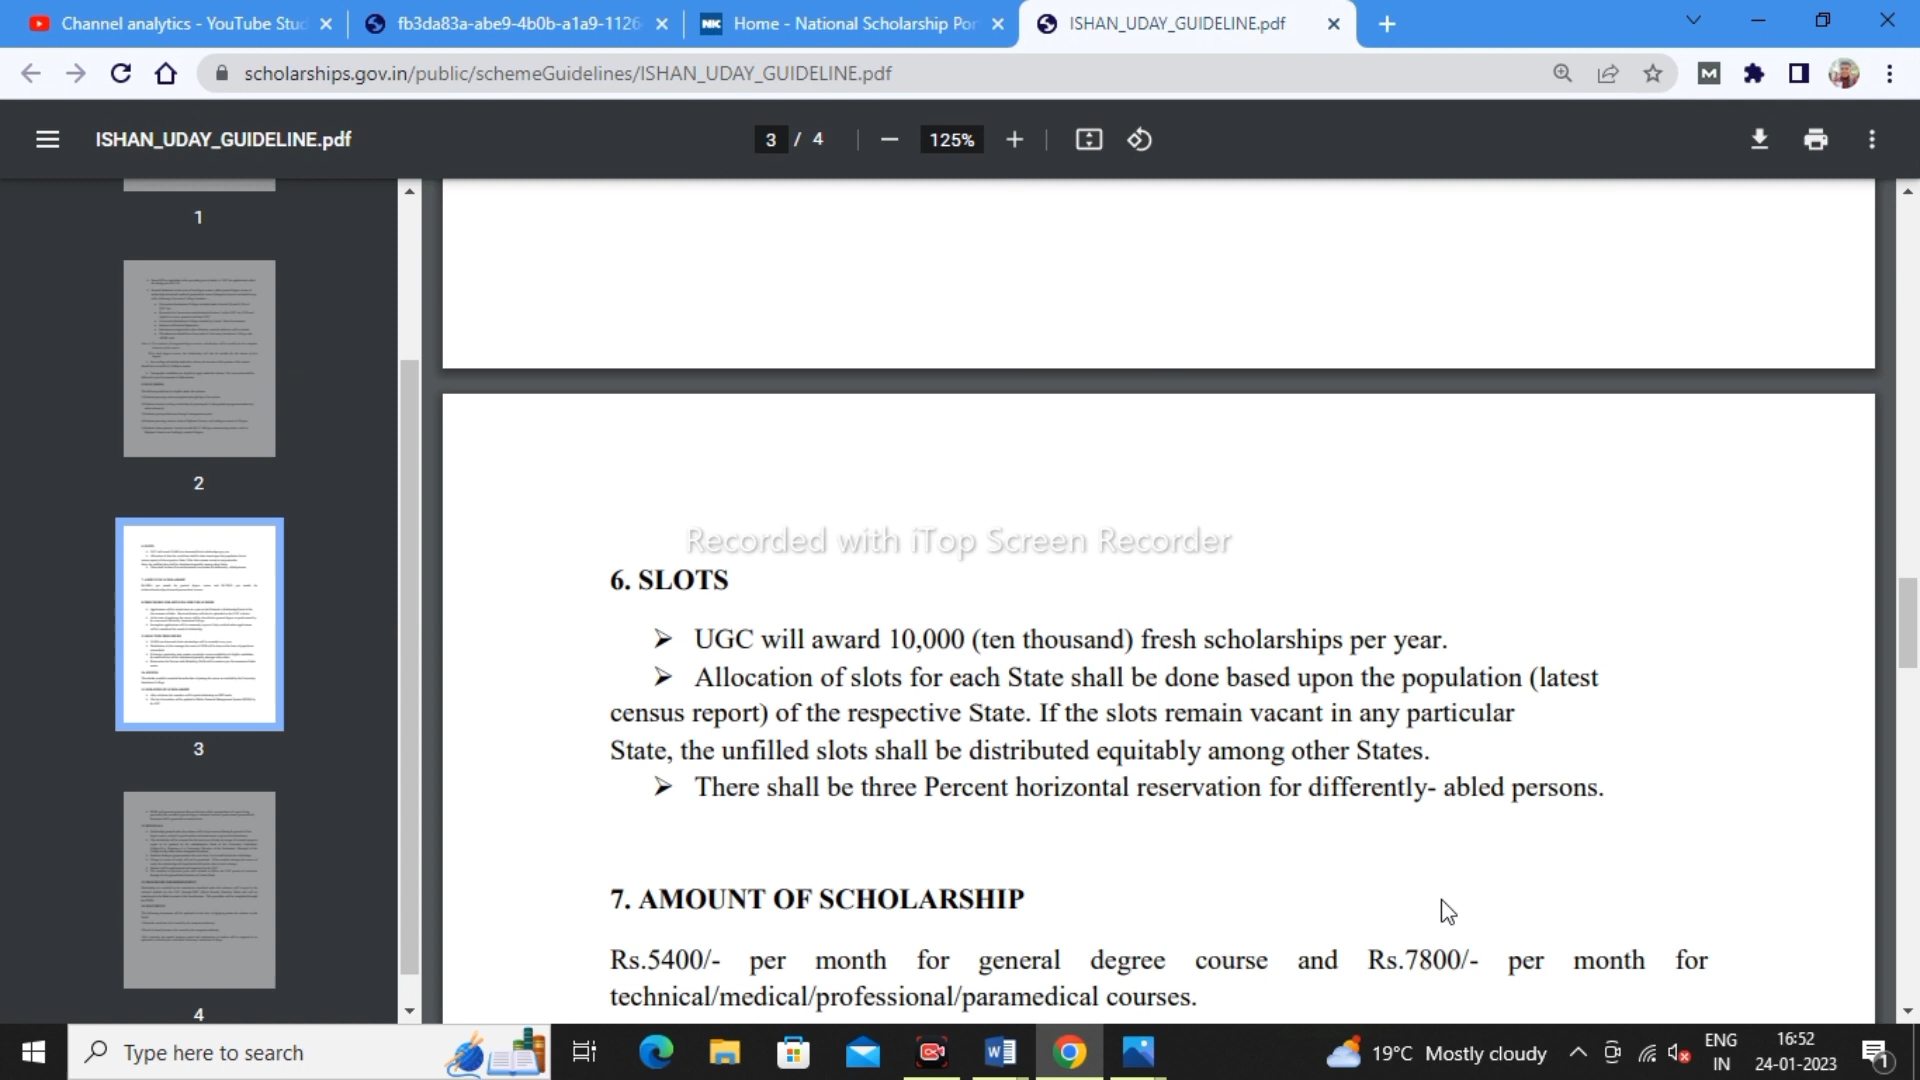 Channel analytics - YouTube Stud
fb3da83a-abe9-4b0b-a1a9-1126
NIC Home - National Scholarship Por
ISHAN_UDAY_GUIDELINE.pdf
scholarships.gov.in/public/schemeGuidelines/ISHAN_UDAY_GUIDELINE.pdf
M
ISHAN_UDAY_GUIDELINE.pdf
3 / 4
125%
1
2
3
4
Recorded with iTop Screen Recorder
6. SLOTS
➢ UGC will award 10,000 (ten thousand) fresh scholarships per year.
➢ Allocation of slots for each State shall be done based upon the population (latest
census report) of the respective State. If the slots remain vacant in any particular
State, the unfilled slots shall be distributed equitably among other States.
➢ There shall be three Percent horizontal reservation for differently- abled persons.
7. AMOUNT OF SCHOLARSHIP
Rs.5400/- per month for general degree course and Rs.7800/- per month for
technical/medical/professional/paramedical courses.
Type here to search
19°C Mostly cloudy
ENG
IN
16:52
24-01-2023
1